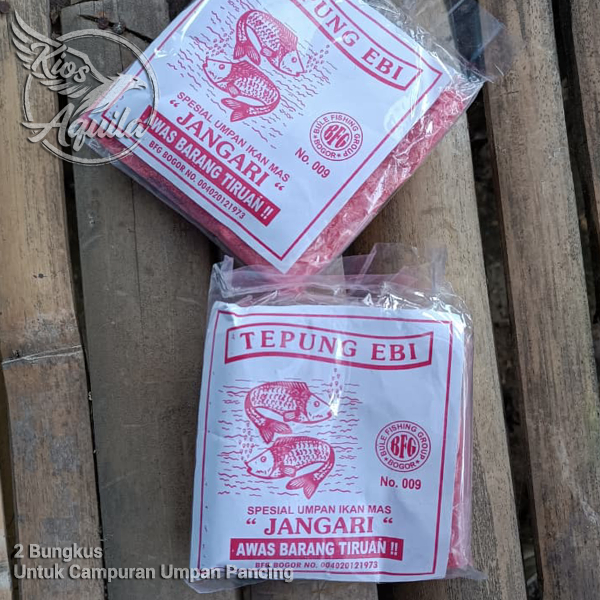 Kios
Aquila
TEPUNG EBI
SPESIAL UMPAN IKAN MAS
“ JANGARI “
AWAS BARANG TIRUAN !!
BFG BOGOR NO. 004020121973
BULE FISHING GROUP
BFG
BOGOR
No. 009
TEPUNG EBI
BULE FISHING GROUP
BFG
BOGOR
No. 009
SPESIAL UMPAN IKAN MAS
“ JANGARI “
AWAS BARANG TIRUAN !!
BFG BOGOR NO. 004020121973
2 Bungkus
Untuk Campuran Umpan Pancing